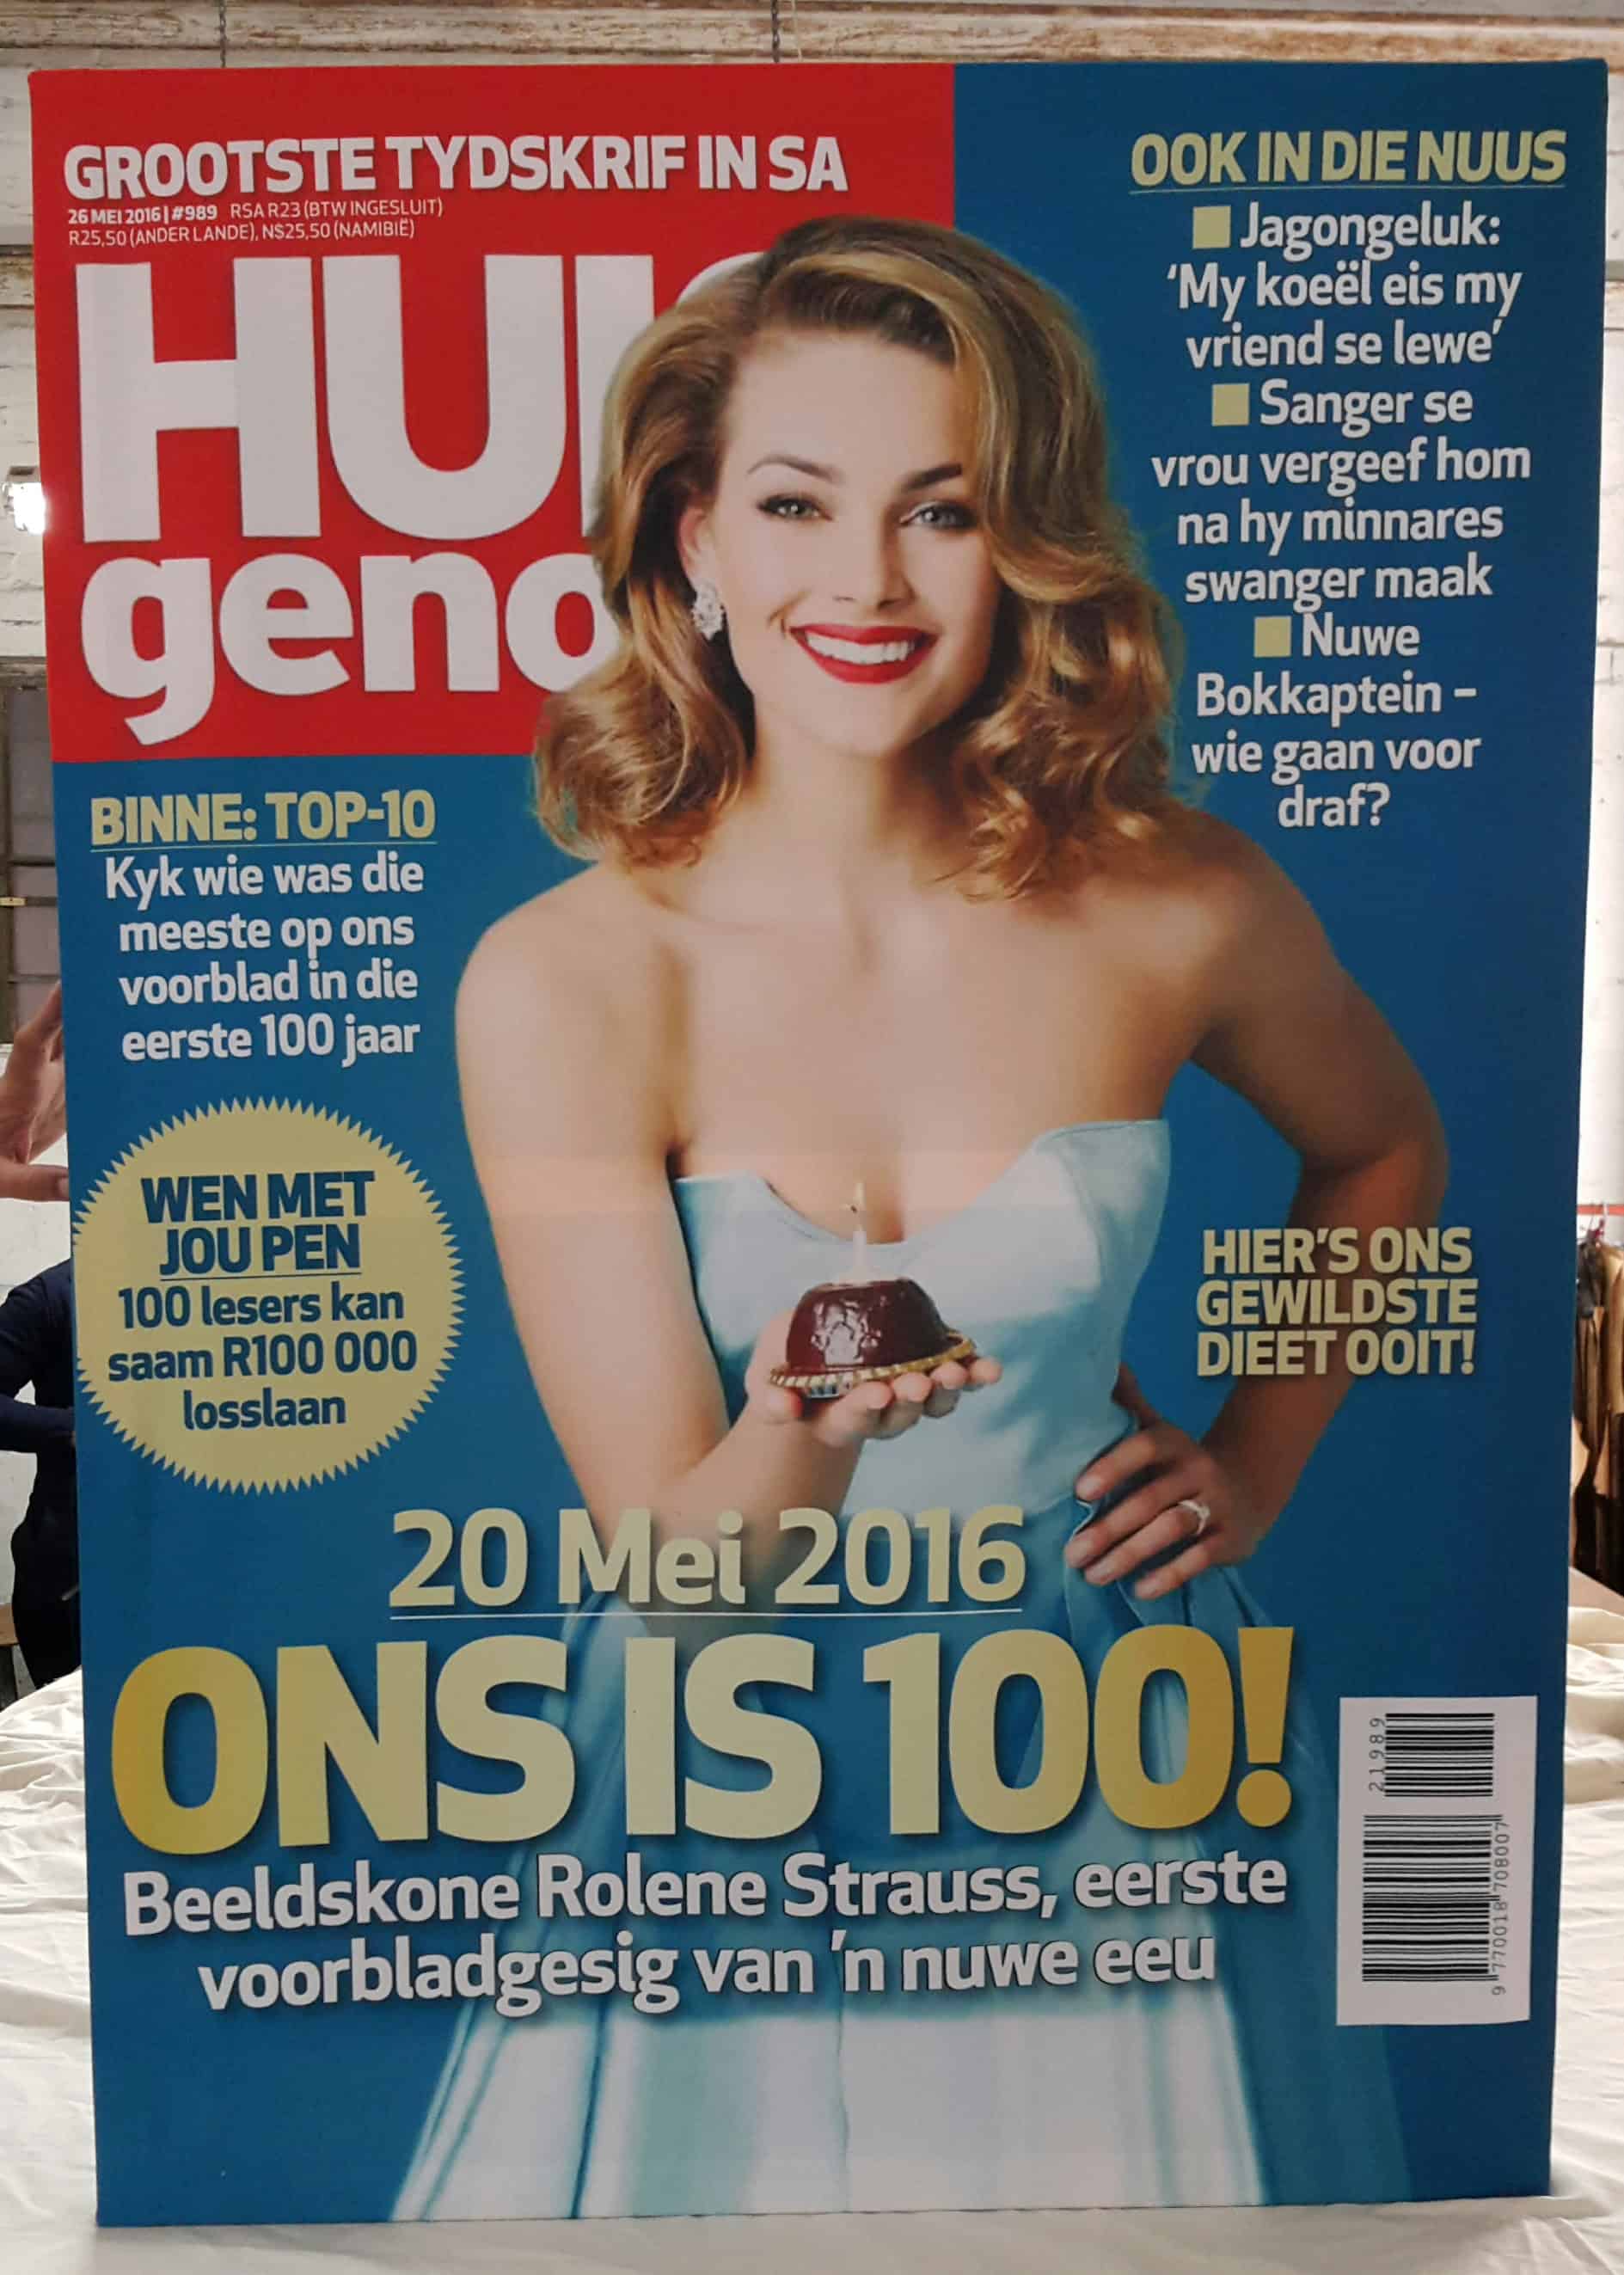 GROOTSTE TYDSKRIF IN SA
26 MEI 2016 | #989 RSA R23 (BTW INGESLUIT)
R25,50 (ANDER LANDE), N$25,50 (NAMIBIË)
HUI
geno
BINNE: TOP-10
Kyk wie was die
meeste op ons
voorblad in die
eerste 100 jaar
WEN MET
JOU PEN
100 lesers kan
saam R100 000
losslaan
OOK IN DIE NUUS
Jagongeluk:
‘My koeël eis my
vriend se lewe’
Sanger se
vrou vergeef hom
na hy minnares
swanger maak
Nuwe
Bokkaptein –
wie gaan voor
draf?
HIER'S ONS
GEWILDSTE
DIEET OOIT!
20 Mei 2016
ONS IS 100!
Beeldskone Rolene Strauss, eerste
voorbladgesig van 'n nuwe eeu
21989
9 770018 708007